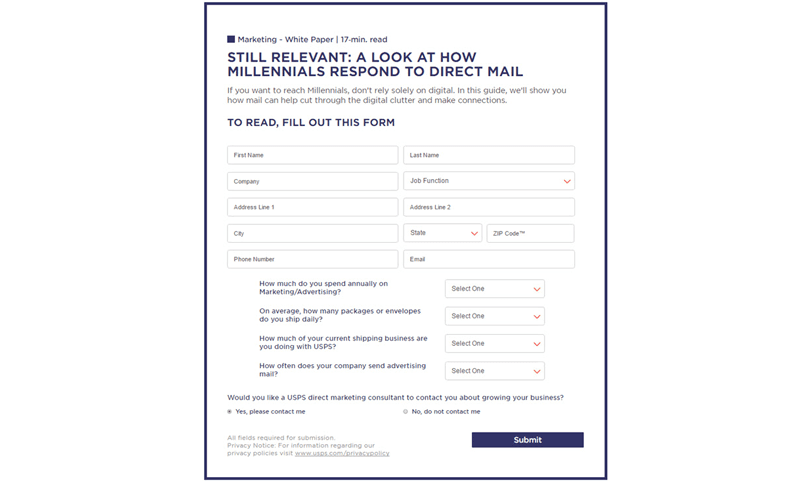 Marketing - White Paper | 17-min. read
STILL RELEVANT: A LOOK AT HOW
MILLENNIALS RESPOND TO DIRECT MAIL
If you want to reach Millennials, don't rely solely on digital. In this guide, we'll show you
how mail can help cut through the digital clutter and make connections.
TO READ, FILL OUT THIS FORM
First Name Last Name
Company Job Function
Address Line 1 Address Line 2
City State ZIP Code™
Phone Number Email
How much do you spend annually on
Marketing/Advertising?
Select One
On average, how many packages or envelopes
do you ship daily?
Select One
How much of your current shipping business are
you doing with USPS?
Select One
How often does your company send advertising
mail?
Select One
Would you like a USPS direct marketing consultant to contact you about growing your business?
Yes, please contact me No, do not contact me
All fields required for submission.
Privacy Notice: For information regarding our
privacy policies visit www.usps.com/privacypolicy
Submit